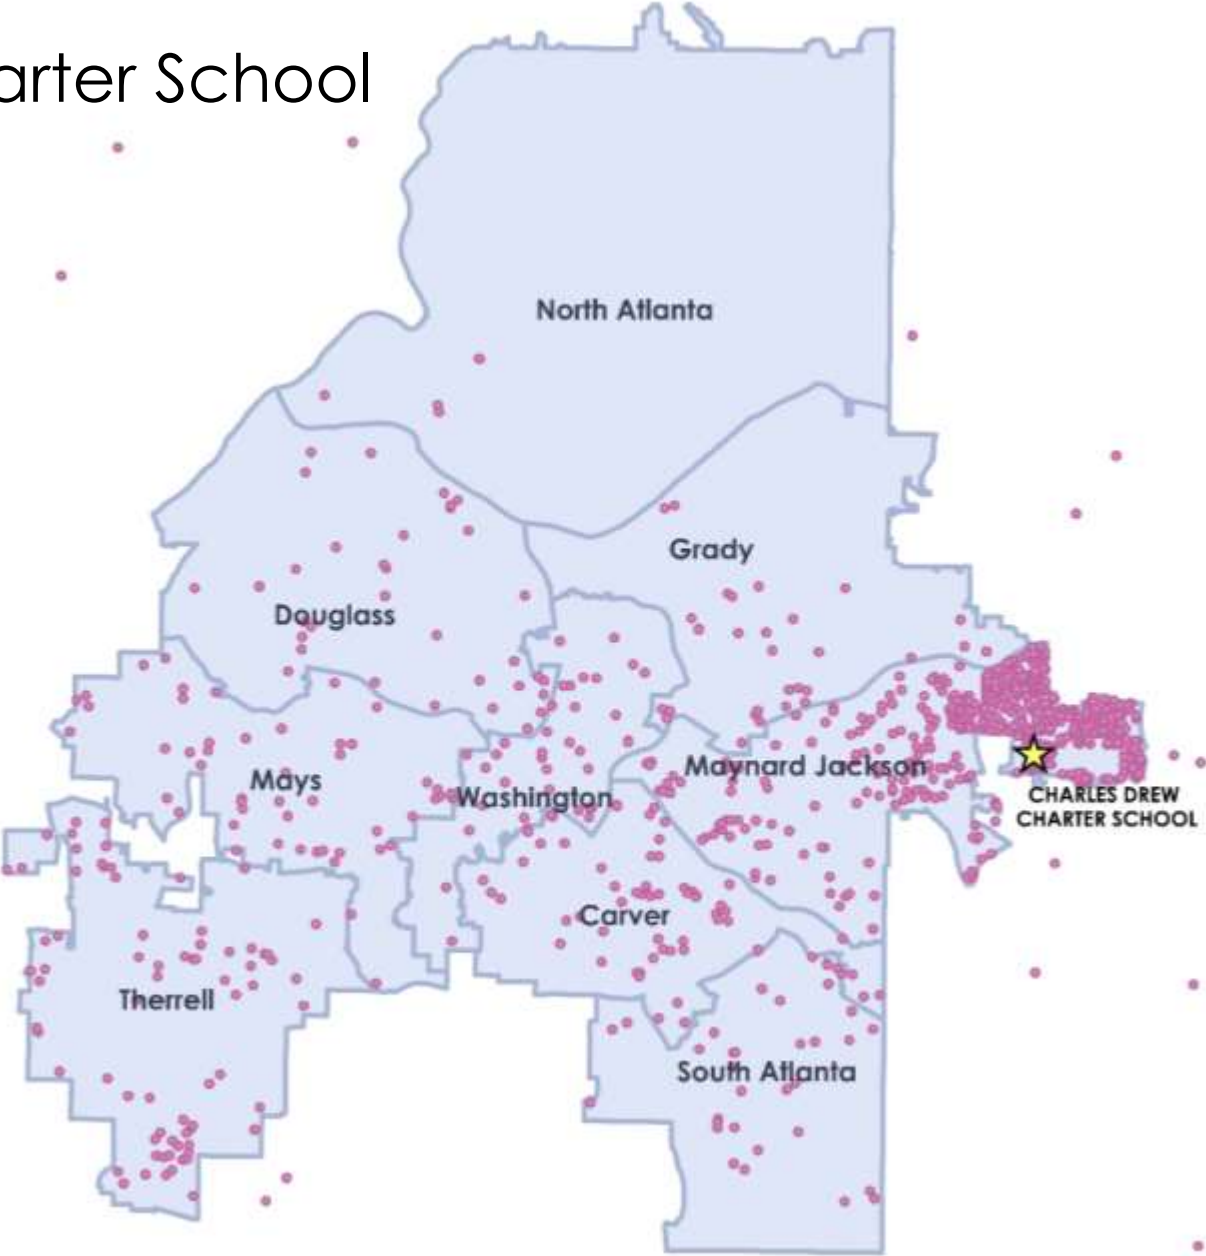 arter School
North Atlanta
Grady
Douglass
Maynard Jackson
Mays
Washington
CHARLES DREW
CHARTER SCHOOL
Carver
Therrell
South Atlanta